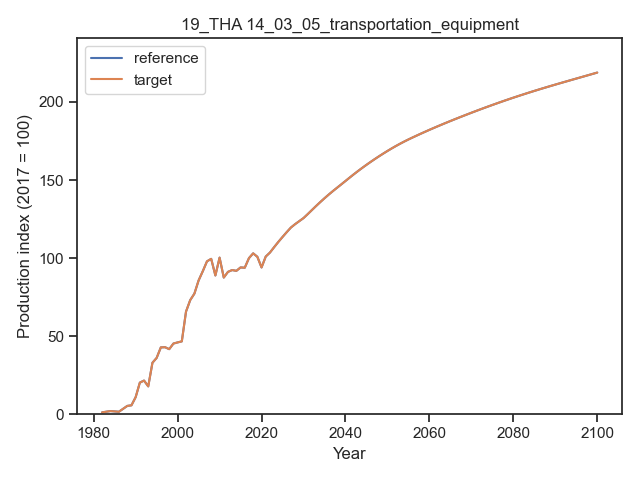 19_THA 14_03_05_transportation_equipment
reference
target
Production index (2017 = 100)
200
150
100
50
0
1980 2000 2020 2040 2060 2080 2100
Year